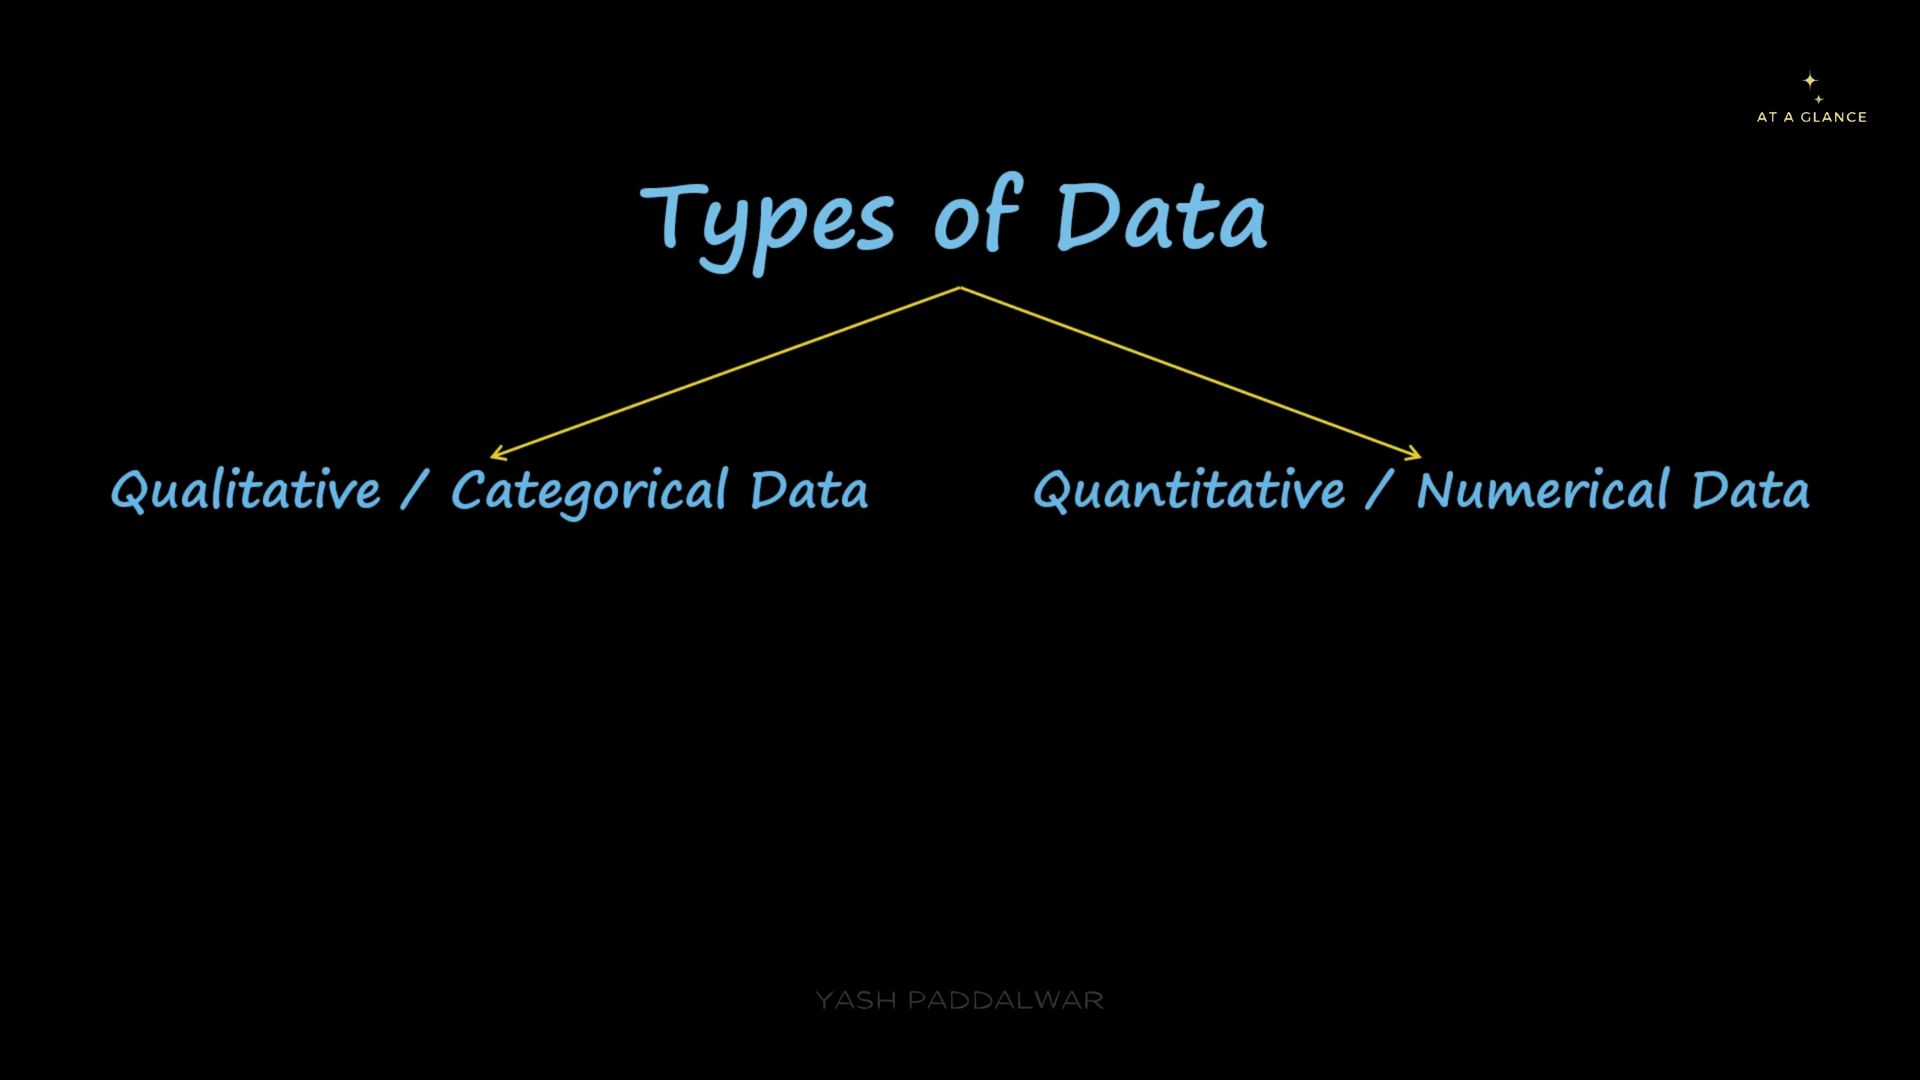 AT A GLANCE
Types of Data
Qualitative / Categorical Data
Quantitative / Numerical Data
YASH PADDALWAR